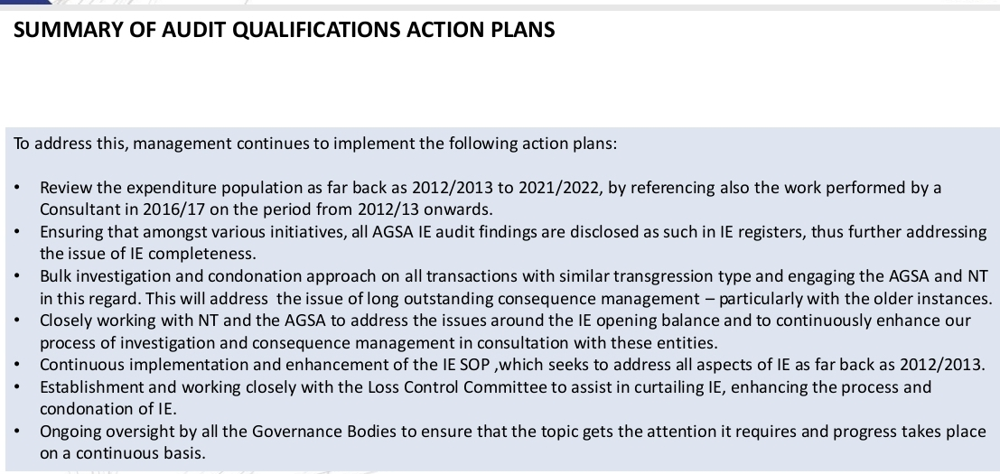 SUMMARY OF AUDIT QUALIFICATIONS ACTION PLANS
To address this, management continues to implement the following action plans:
• Review the expenditure population as far back as 2012/2013 to 2021/2022, by referencing also the work performed by a
Consultant in 2016/17 on the period from 2012/13 onwards.
• Ensuring that amongst various initiatives, all AGSA IE audit findings are disclosed as such in IE registers, thus further addressing
the issue of IE completeness.
• Bulk investigation and condonation approach on all transactions with similar transgression type and engaging the AGSA and NT
in this regard. This will address  the issue of long outstanding consequence management – particularly with the older instances.
• Closely working with NT and the AGSA to address the issues around the IE opening balance and to continuously enhance our
process of investigation and consequence management in consultation with these entities.
• Continuous implementation and enhancement of the IE SOP ,which seeks to address all aspects of IE as far back as 2012/2013.
• Establishment and working closely with the Loss Control Committee to assist in curtailing IE, enhancing the process and
condonation of IE.
• Ongoing oversight by all the Governance Bodies to ensure that the topic gets the attention it requires and progress takes place
on a continuous basis.